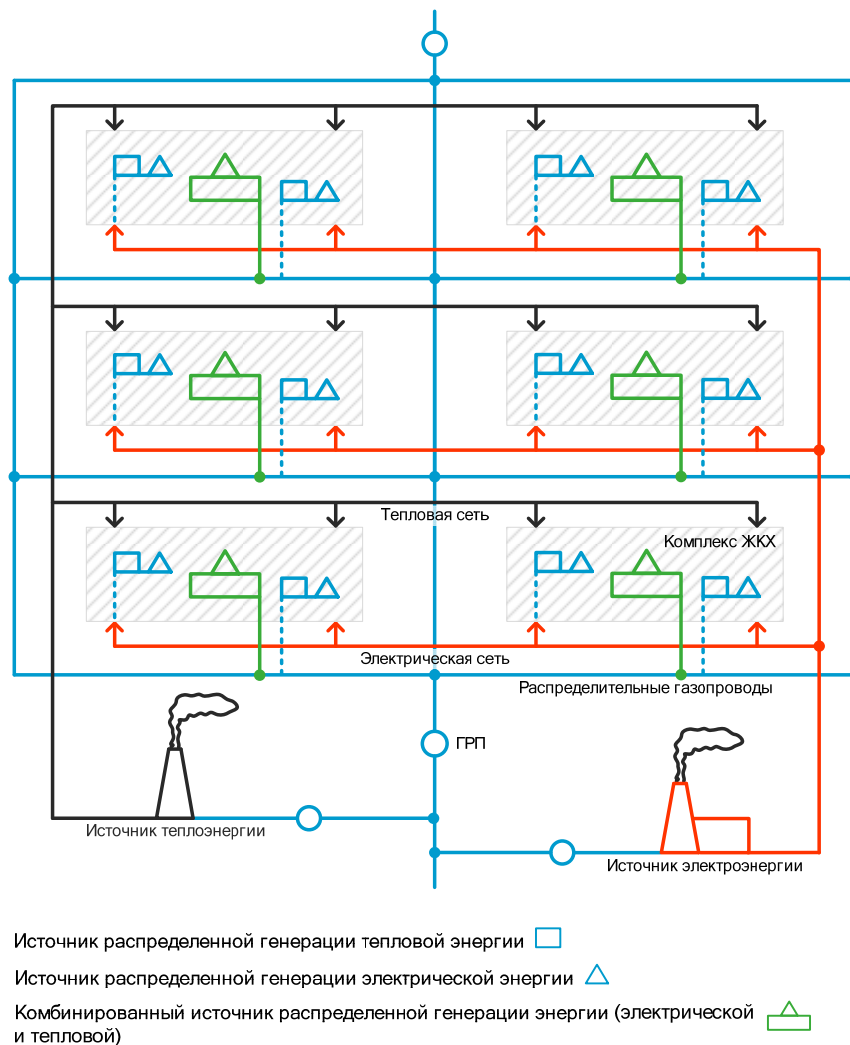 Тепловая сеть
Комплекс ЖКХ
Электрическая сеть
Распределительные газопроводы
ГРП
Источник теплоэнергии
Источник электроэнергии
Источник распределенной генерации тепловой энергии
Источник распределенной генерации электрической энергии
Комбинированный источник распределенной генерации энергии (электрической
и тепловой)